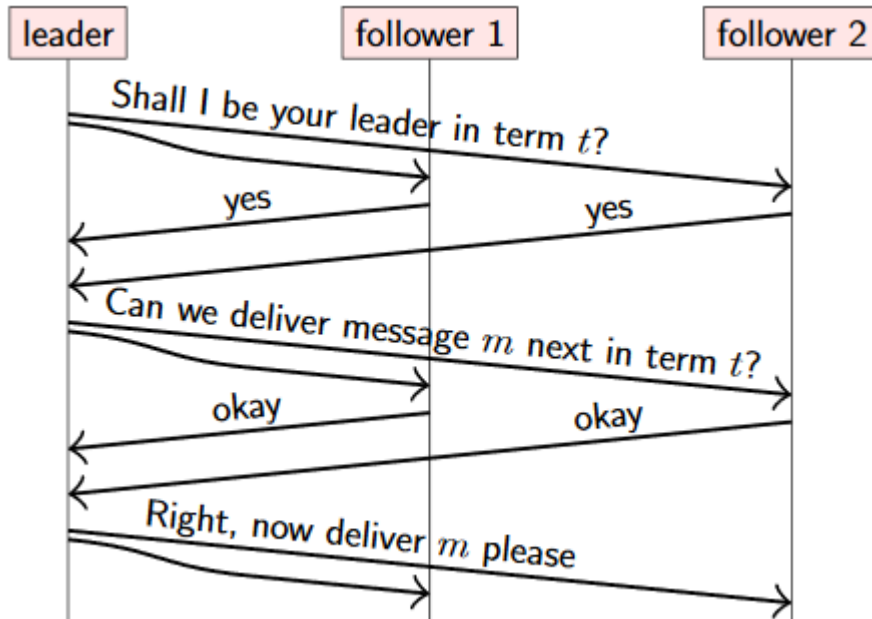 leader
follower 1
follower 2
Shall I be your leader in term t?
yes
yes
Can we deliver message m next in term t?
okay
okay
Right, now deliver m please